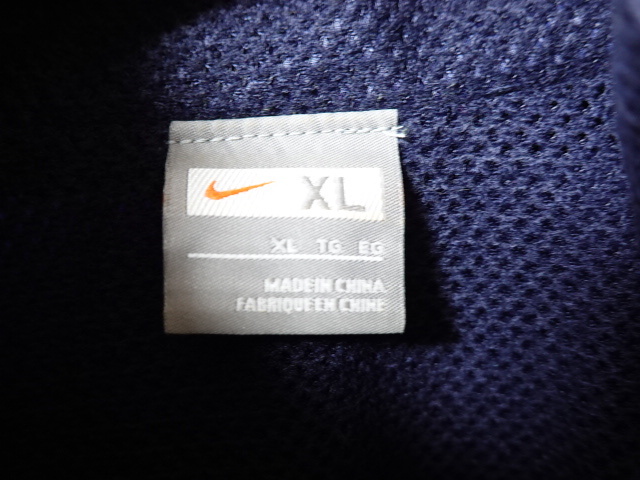 XL
XL TG EG
MADE IN CHINA
FABRIQUE EN CHINE